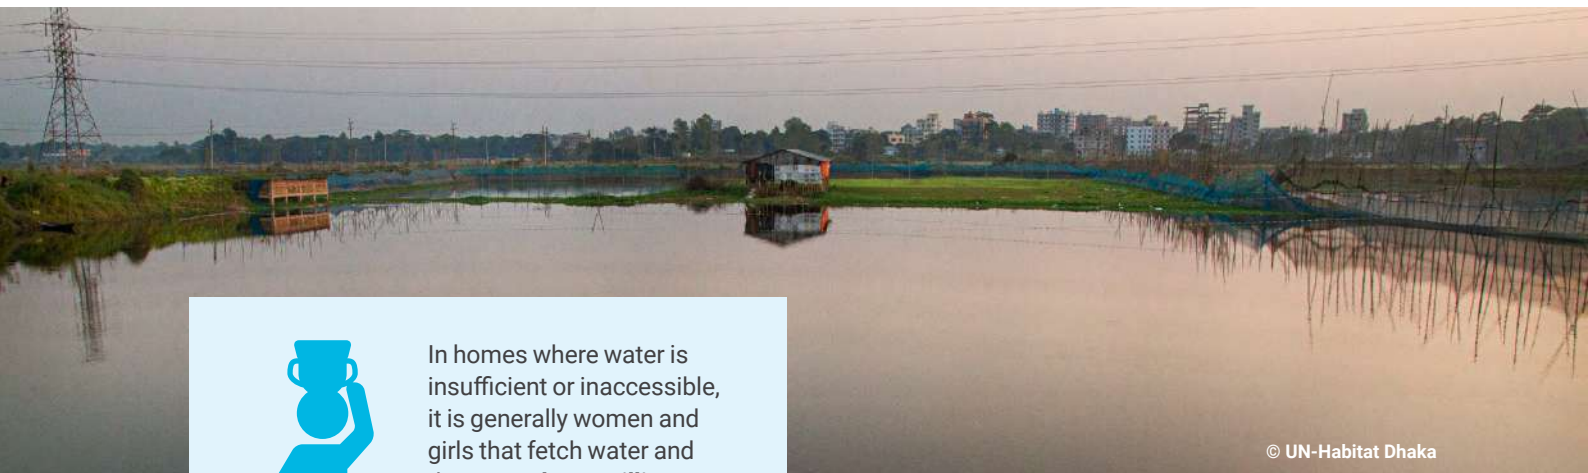 In homes where water is
insufficient or inaccessible,
it is generally women and
girls that fetch water and
© UN-Habitat Dhaka